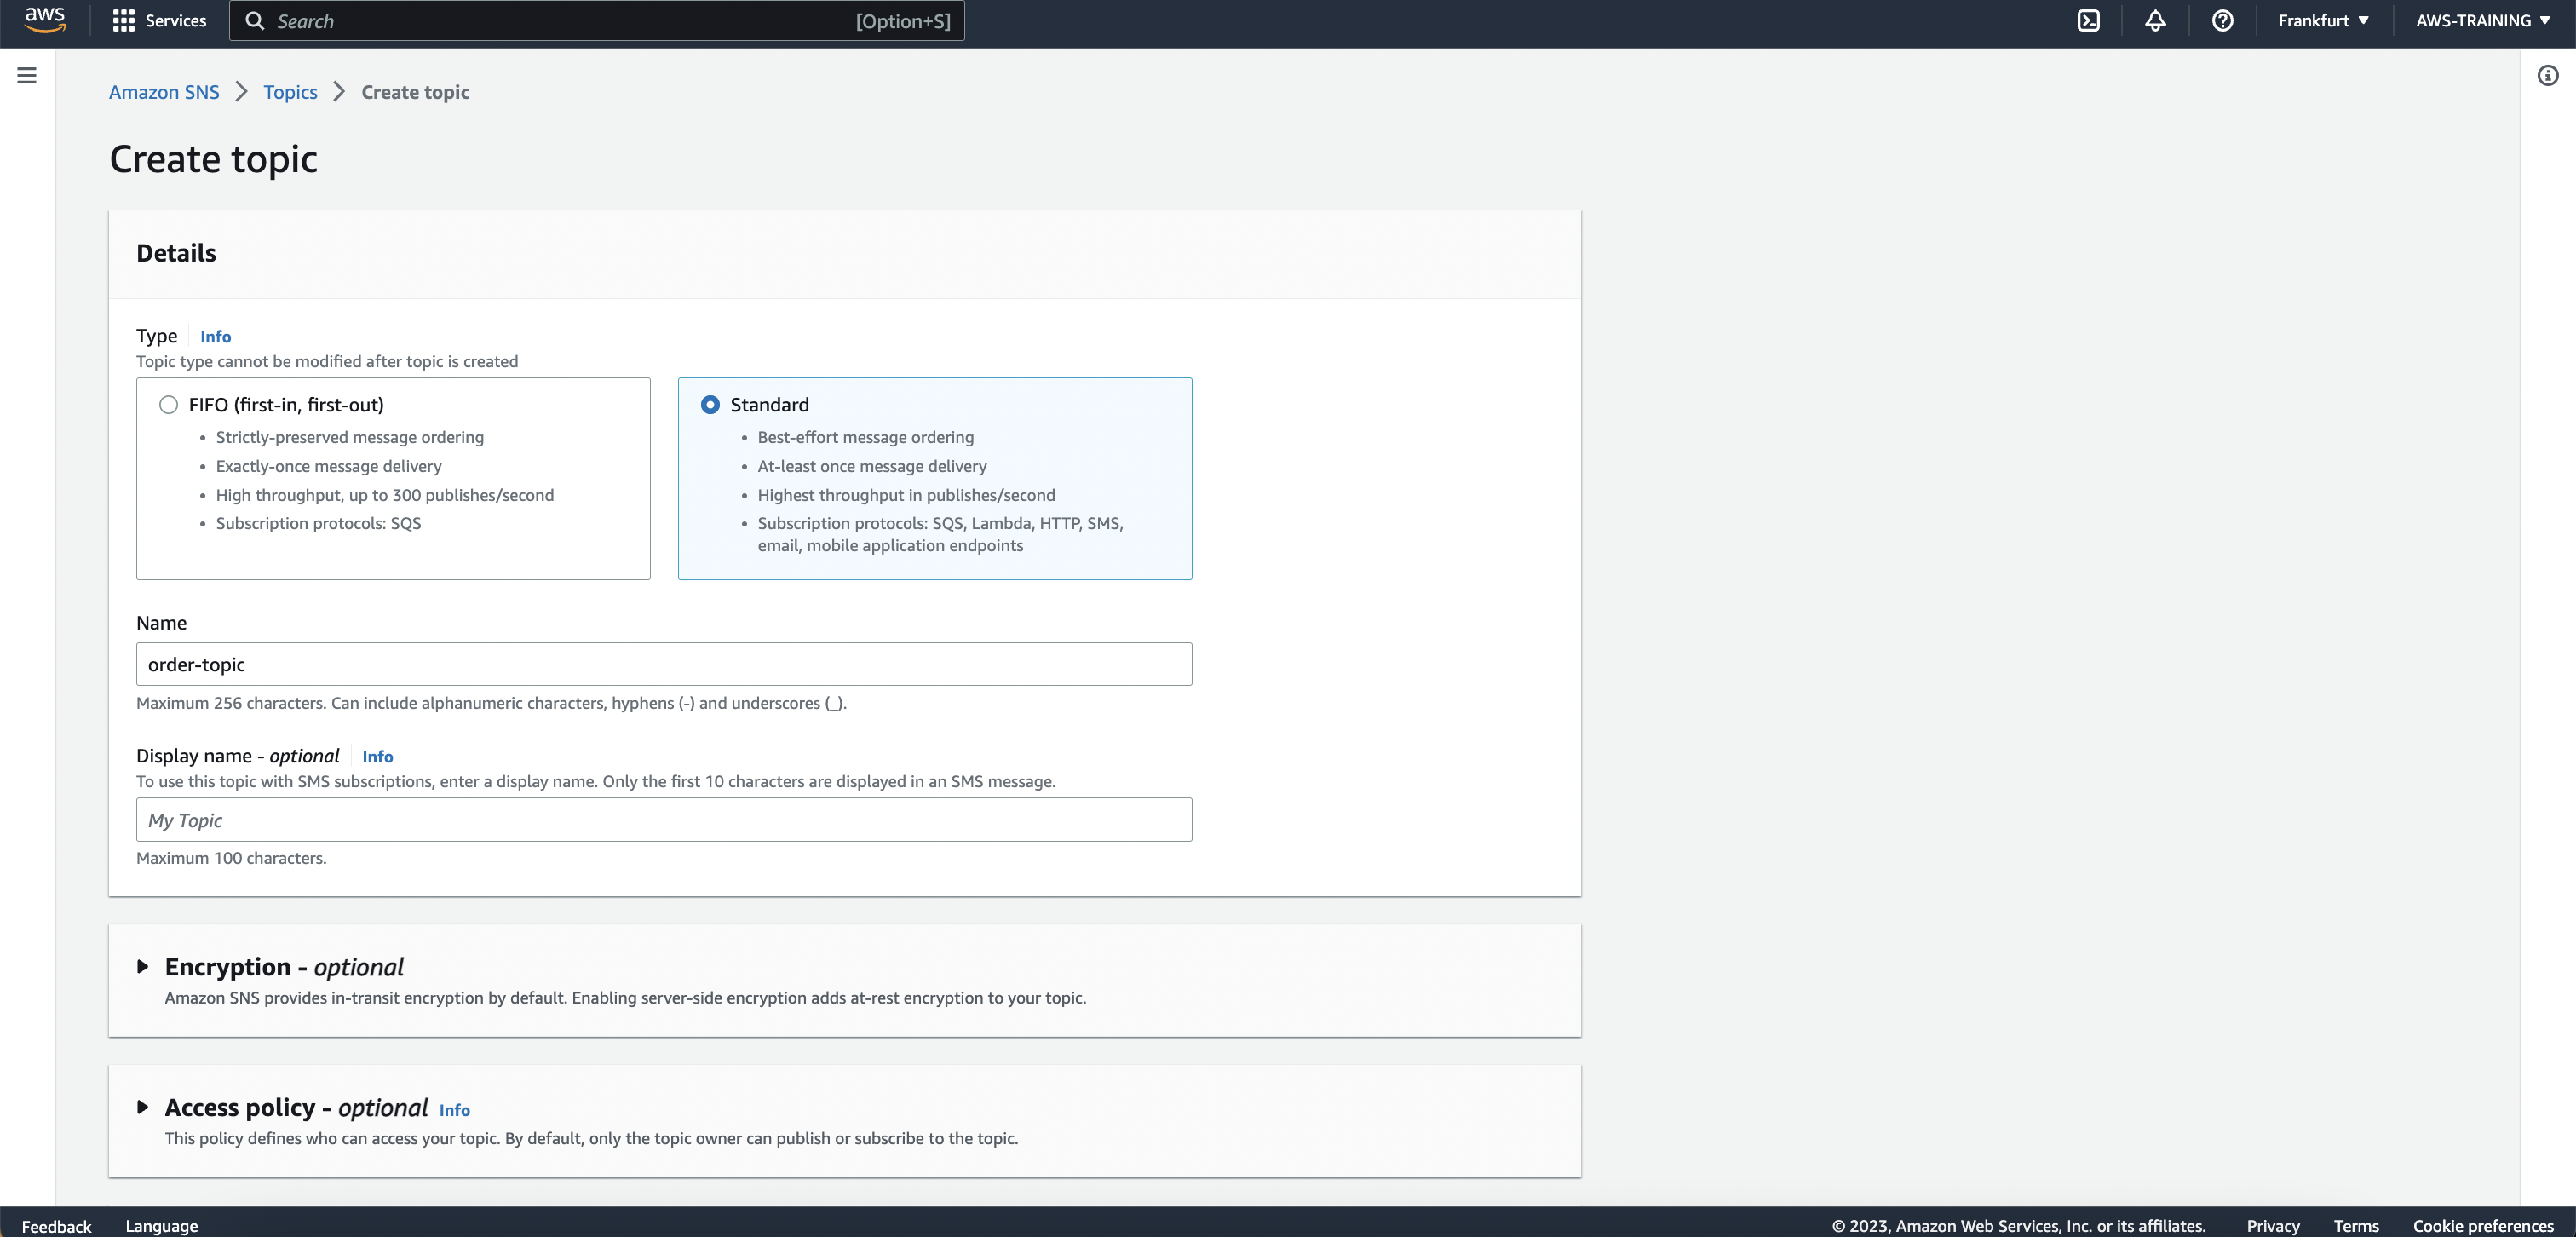 aws
Services
Search
[Option+S]
Frankfurt
AWS-TRAINING
Amazon SNS
Topics
Create topic
Create topic
Details
Type
Info
Topic type cannot be modified after topic is created
FIFO (first-in, first-out)
• Strictly-preserved message ordering
• Exactly-once message delivery
• High throughput, up to 300 publishes/second
• Subscription protocols: SQS
Standard
• Best-effort message ordering
• At-least once message delivery
• Highest throughput in publishes/second
• Subscription protocols: SQS, Lambda, HTTP, SMS,
email, mobile application endpoints
Name
order-topic
Maximum 256 characters. Can include alphanumeric characters, hyphens (-) and underscores (_).
Display name - optional
Info
To use this topic with SMS subscriptions, enter a display name. Only the first 10 characters are displayed in an SMS message.
My Topic
Maximum 100 characters.
Encryption - optional
Amazon SNS provides in-transit encryption by default. Enabling server-side encryption adds at-rest encryption to your topic.
Access policy - optional
Info
This policy defines who can access your topic. By default, only the topic owner can publish or subscribe to the topic.
Feedback
Language
© 2023, Amazon Web Services, Inc. or its affiliates.
Privacy
Terms
Cookie preferences